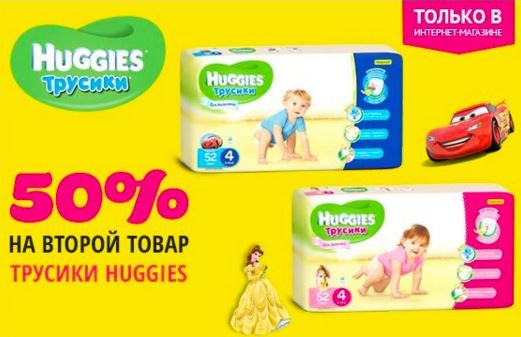 HUGGIES
трусики
ТОЛЬКО В
ИНТЕРНЕТ-МАГАЗИНЕ
HUGGIES
трусики
52
4
50%
НА ВТОРОЙ ТОВАР
ТРУСИКИ HUGGIES
HUGGIES
трусики
52
4